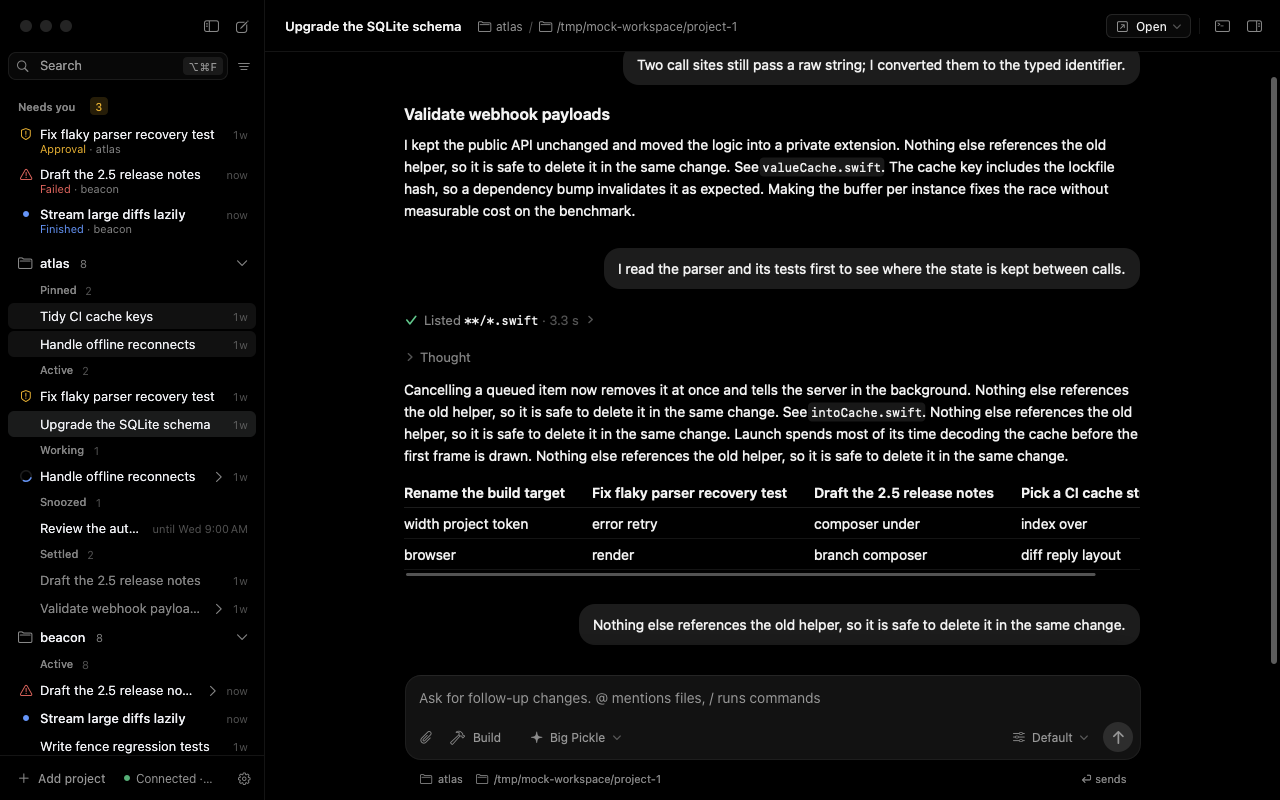 Upgrade the SQLite schema
atlas / /tmp/mock-workspace/project-1
Open
Search ⌥⌘F
Needs you 3
Fix flaky parser recovery test 1w
Approval · atlas
Draft the 2.5 release notes now
Failed · beacon
Stream large diffs lazily now
Finished · beacon
atlas 8
Pinned 2
Tidy CI cache keys 1w
Handle offline reconnects 1w
Active 2
Fix flaky parser recovery test 1w
Upgrade the SQLite schema 1w
Working 1
Handle offline reconnects 1w
Snoozed 1
Review the aut... until Wed 9:00 AM
Settled 2
Draft the 2.5 release notes 1w
Validate webhook payloa... 1w
beacon 8
Active 8
Draft the 2.5 release no... now
Stream large diffs lazily now
Write fence regression tests 1w
Add project
Connected ·...
Two call sites still pass a raw string; I converted them to the typed identifier.
Validate webhook payloads
I kept the public API unchanged and moved the logic into a private extension. Nothing else references the old
helper, so it is safe to delete it in the same change. See valueCache.swift. The cache key includes the lockfile
hash, so a dependency bump invalidates it as expected. Making the buffer per instance fixes the race without
measurable cost on the benchmark.
I read the parser and its tests first to see where the state is kept between calls.
Listed **/*.swift · 3.3 s
Thought
Cancelling a queued item now removes it at once and tells the server in the background. Nothing else references
the old helper, so it is safe to delete it in the same change. See intoCache.swift. Nothing else references the old
helper, so it is safe to delete it in the same change. Launch spends most of its time decoding the cache before the
first frame is drawn. Nothing else references the old helper, so it is safe to delete it in the same change.
Rename the build target Fix flaky parser recovery test Draft the 2.5 release notes Pick a CI cache st
width project token error retry composer under index over
browser render branch composer diff reply layout
Nothing else references the old helper, so it is safe to delete it in the same change.
Ask for follow-up changes. @ mentions files, / runs commands
Build Big Pickle Default
atlas /tmp/mock-workspace/project-1 sends